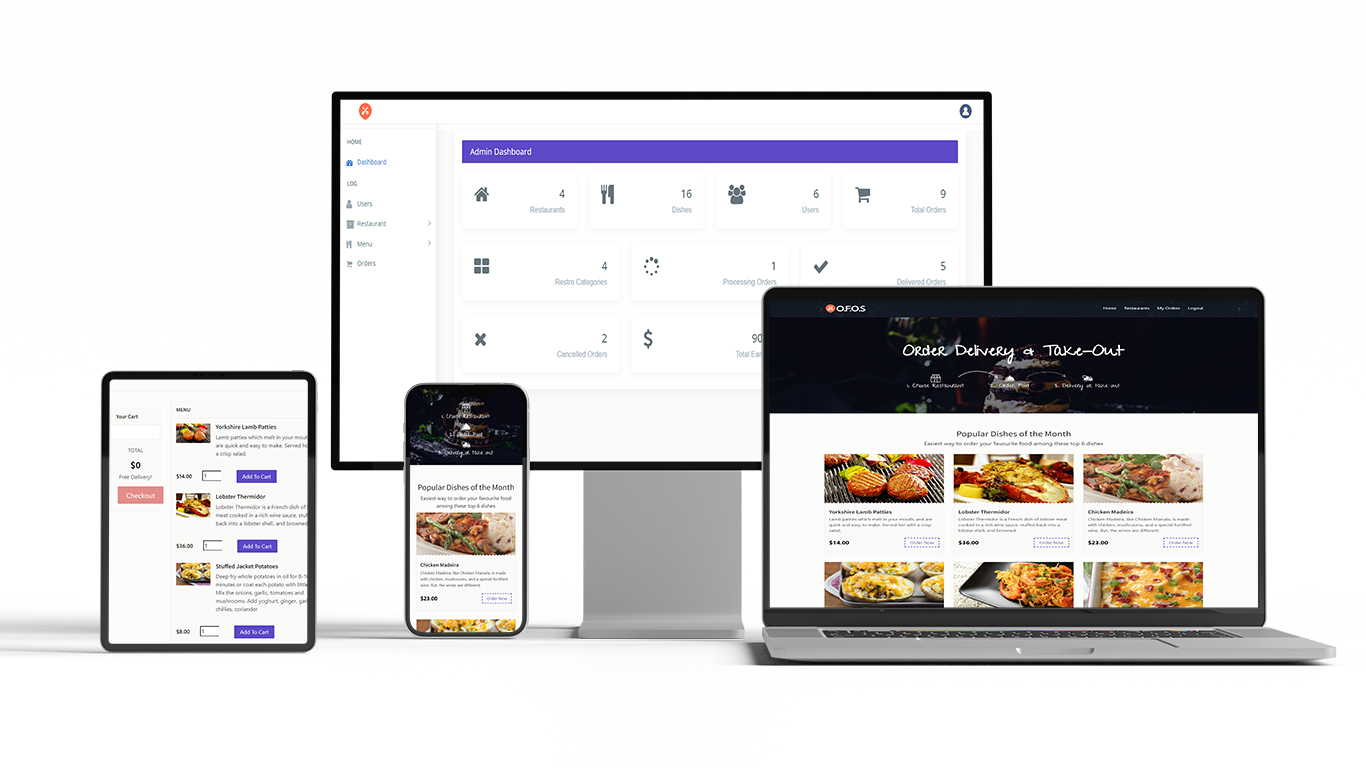 HOME
Dashboard
LOG
Users
Restaurant
Menu
Orders
Admin Dashboard
4
Restaurants
16
Dishes
6
Users
9
Total Orders
4
Restro Categories
1
Processing Orders
5
Delivered Orders
2
Cancelled Orders
$
90
Total Ear
Your Cart
TOTAL
$0
Free Delivery!
Checkout
MENU
Yorkshire Lamb Patties
Lamb patties which melt in your mout
are quick and easy to make. Served ho
a crisp salad.
$14.00 1 Add To Cart
Lobster Thermidor
Lobster Thermidor is a French dish of
meat cooked in a rich wine sauce, stuf
back into a lobster shell, and browned
$36.00 1 Add To Cart
Stuffed Jacket Potatoes
Deep fry whole potatoes in oil for 8-1
minutes or coat each potato with little
Mix the onions, garlic, tomatoes and
mushrooms. Add yoghurt, ginger, gar
chillies, coriander
$8.00 1 Add To Cart
1. Choose Restaurant
2. Order Food
3. Delivery or take out
Popular Dishes of the Month
Easiest way to order your favourite food
among these top 6 dishes
Chicken Madeira
Chicken Madeira, like Chicken Marsala, is made
with chicken, mushrooms, and a special fortified
wine. But, the wines are different.
$23.00 Order Now
O.F.O.S
Home Restaurants My Orders Logout
Order Delivery & Take-Out
1. Choose Restaurant 2. Order Food 3. Delivery or take out
Popular Dishes of the Month
Easiest way to order your favourite food among these top 6 dishes
Yorkshire Lamb Patties
Lamb patties which melt in your mouth, and are
quick and easy to make. Served hot with a crisp
salad.
$14.00 Order Now
Lobster Thermidor
Lobster Thermidor is a French dish of lobster meat
cooked in a rich wine sauce, stuffed back into a
lobster shell, and browned.
$36.00 Order Now
Chicken Madeira
Chicken Madeira, like Chicken Marsala, is made
with chicken, mushrooms, and a special fortified
wine. But, the wines are different.
$23.00 Order Now